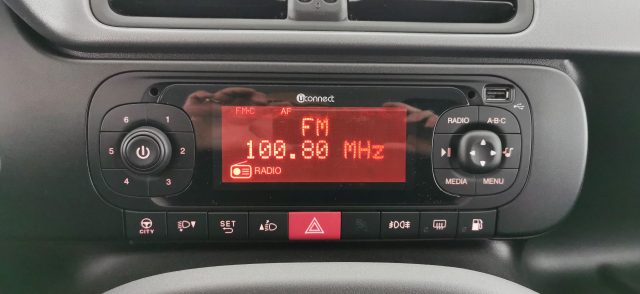 uconnect
FM-C AF
FM
100.80 MHz
RADIO
6 1
5 2
4 3
RADIO A-B-C
MEDIA MENU
CITY
SET